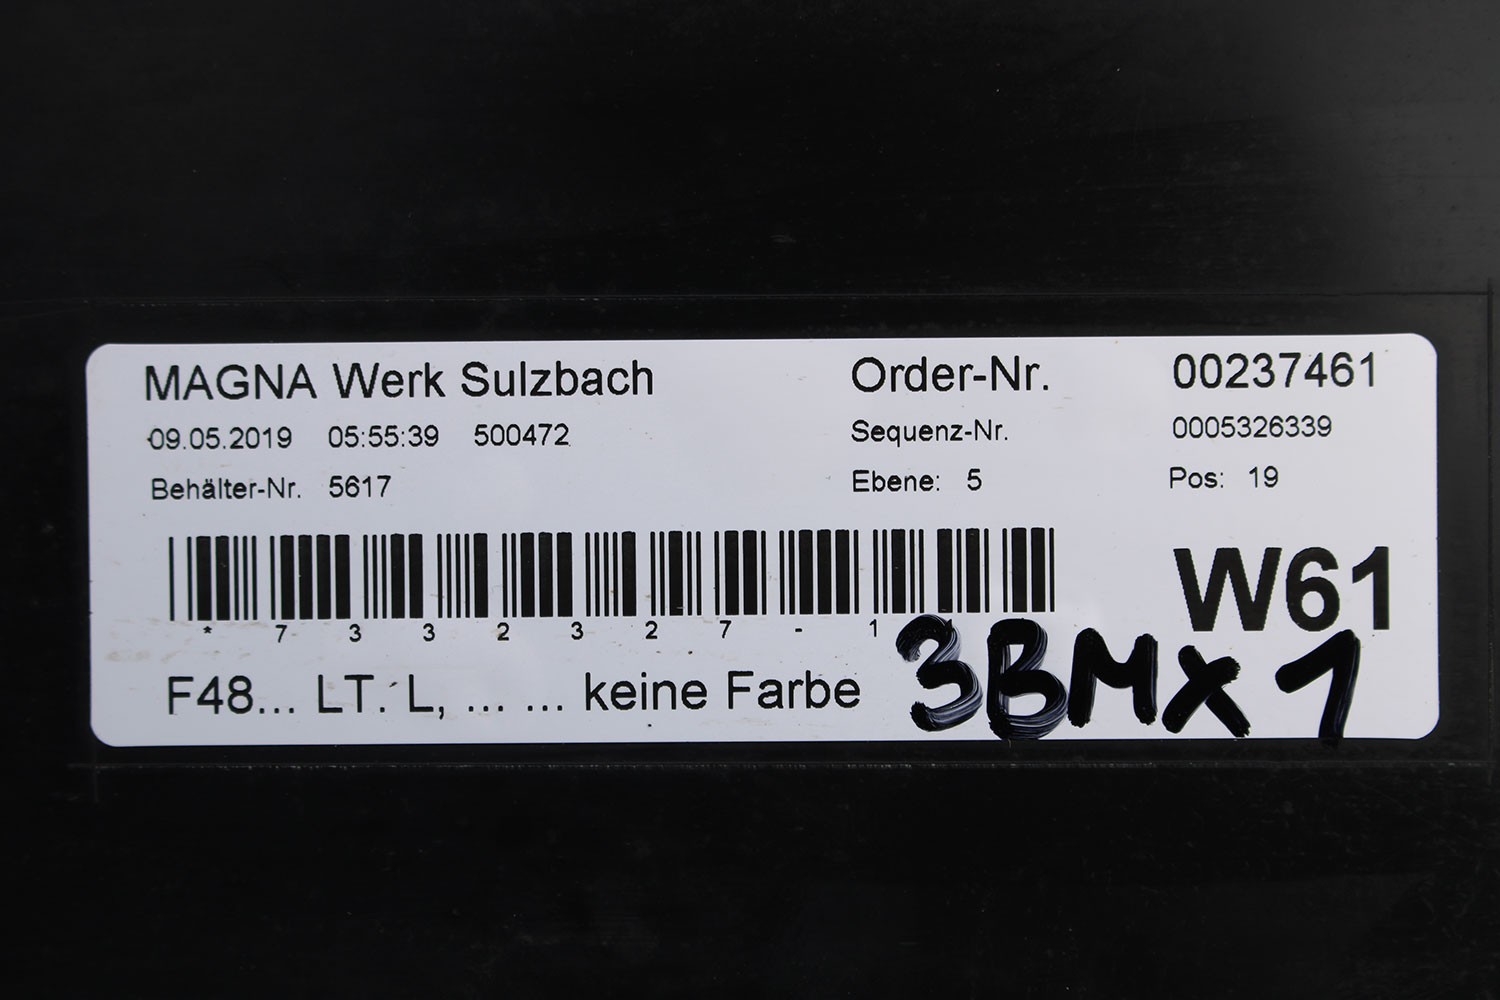 MAGNA Werk Sulzbach Order-Nr. 00237461
09.05.2019 05:55:39 500472 Sequenz-Nr. 0005326339
Behälter-Nr. 5617 Ebene: 5 Pos: 19
W61
* 7 3 3 2 3 2 7 - 1
F48... LT. L, ... ... keine Farbe 3BMX1